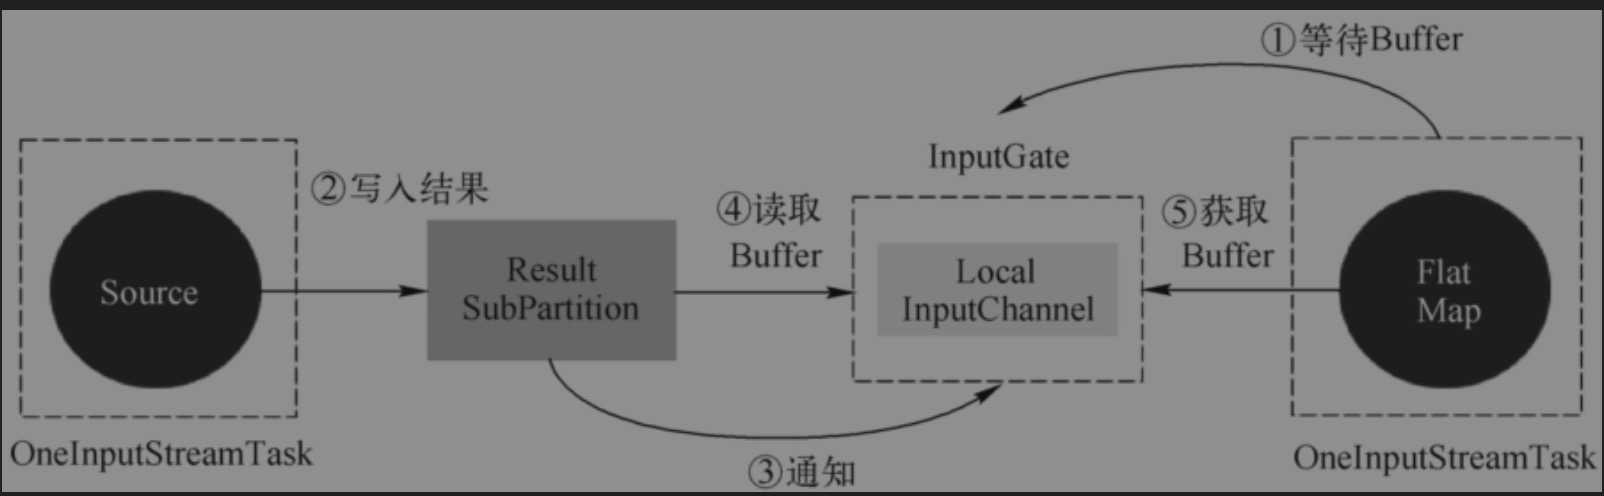 ①等待Buffer
InputGate
②写入结果
④读取
Buffer
⑤获取
Buffer
Source
Result
SubPartition
Local
InputChannel
Flat
Map
OneInputStreamTask
③通知
OneInputStreamTask